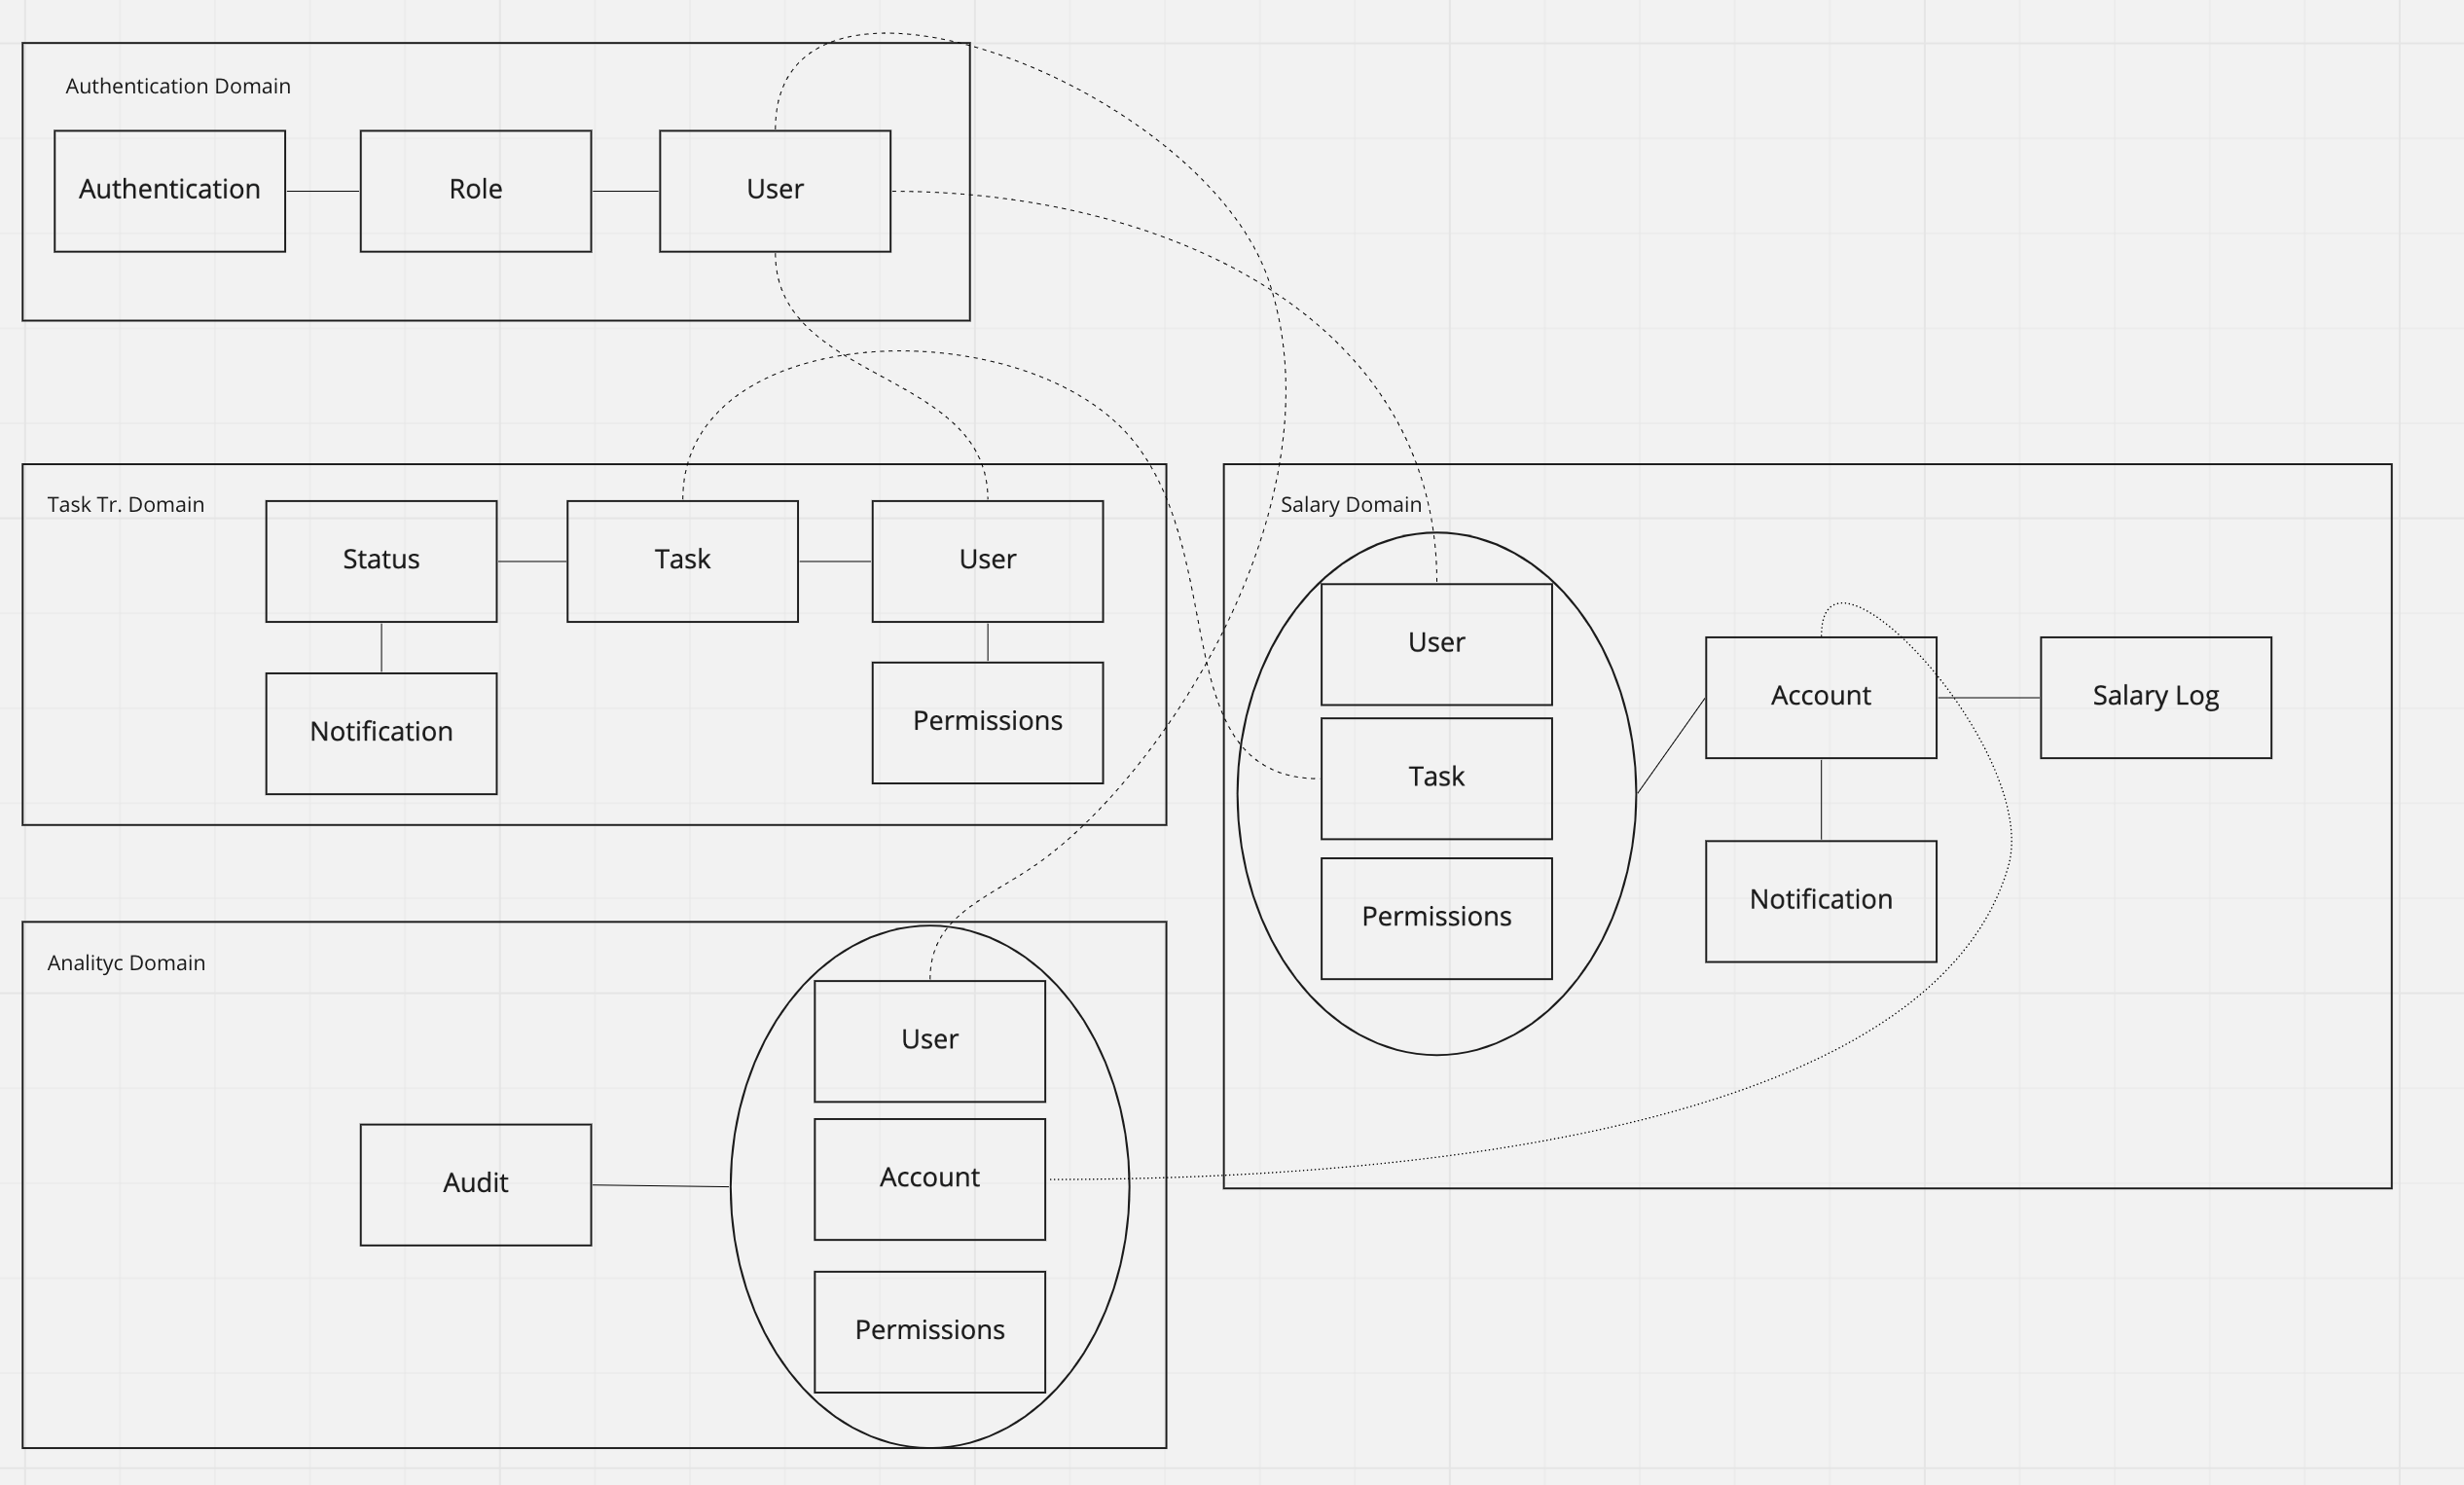 Authentication Domain
Authentication
Role
User
Task Tr. Domain
Status
Task
User
Notification
Permissions
Salary Domain
User
Task
Permissions
Account
Salary Log
Notification
Analityc Domain
User
Audit
Account
Permissions